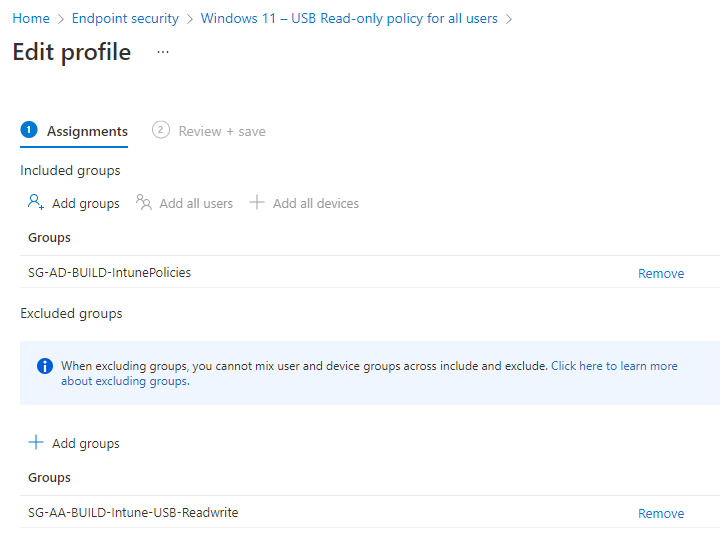 Home > Endpoint security > Windows 11 – USB Read-only policy for all users >
Edit profile ...
1 Assignments 2 Review + save
Included groups
Add groups Add all users Add all devices
Groups
SG-AD-BUILD-IntunePolicies Remove
Excluded groups
When excluding groups, you cannot mix user and device groups across include and exclude. Click here to learn more
about excluding groups.
Add groups
Groups
SG-AA-BUILD-Intune-USB-Readwrite Remove